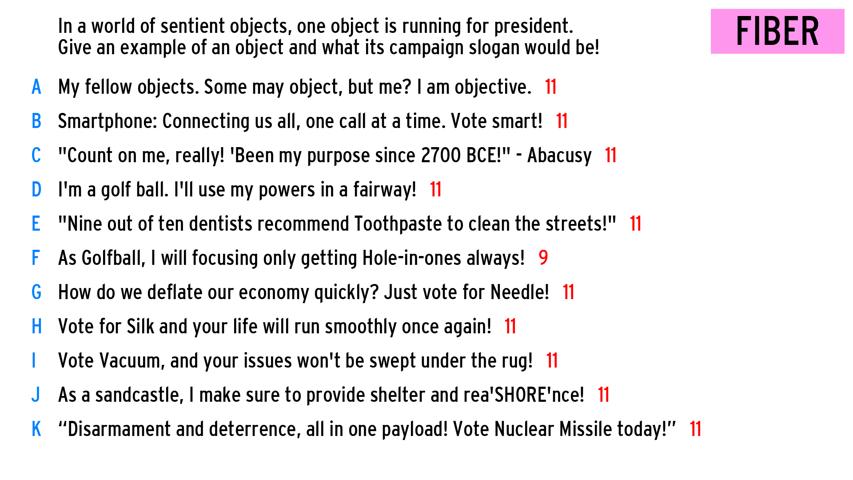 In a world of sentient objects, one object is running for president.
Give an example of an object and what its campaign slogan would be!
FIBER
A My fellow objects. Some may object, but me? I am objective. 11
B Smartphone: Connecting us all, one call at a time. Vote smart! 11
C "Count on me, really! 'Been my purpose since 2700 BCE!" - Abacusy 11
D I'm a golf ball. I'll use my powers in a fairway! 11
E "Nine out of ten dentists recommend Toothpaste to clean the streets!" 11
F As Golfball, I will focusing only getting Hole-in-ones always! 9
G How do we deflate our economy quickly? Just vote for Needle! 11
H Vote for Silk and your life will run smoothly once again! 11
I Vote Vacuum, and your issues won't be swept under the rug! 11
J As a sandcastle, I make sure to provide shelter and rea'SHORE'nce! 11
K “Disarmament and deterrence, all in one payload! Vote Nuclear Missile today!” 11